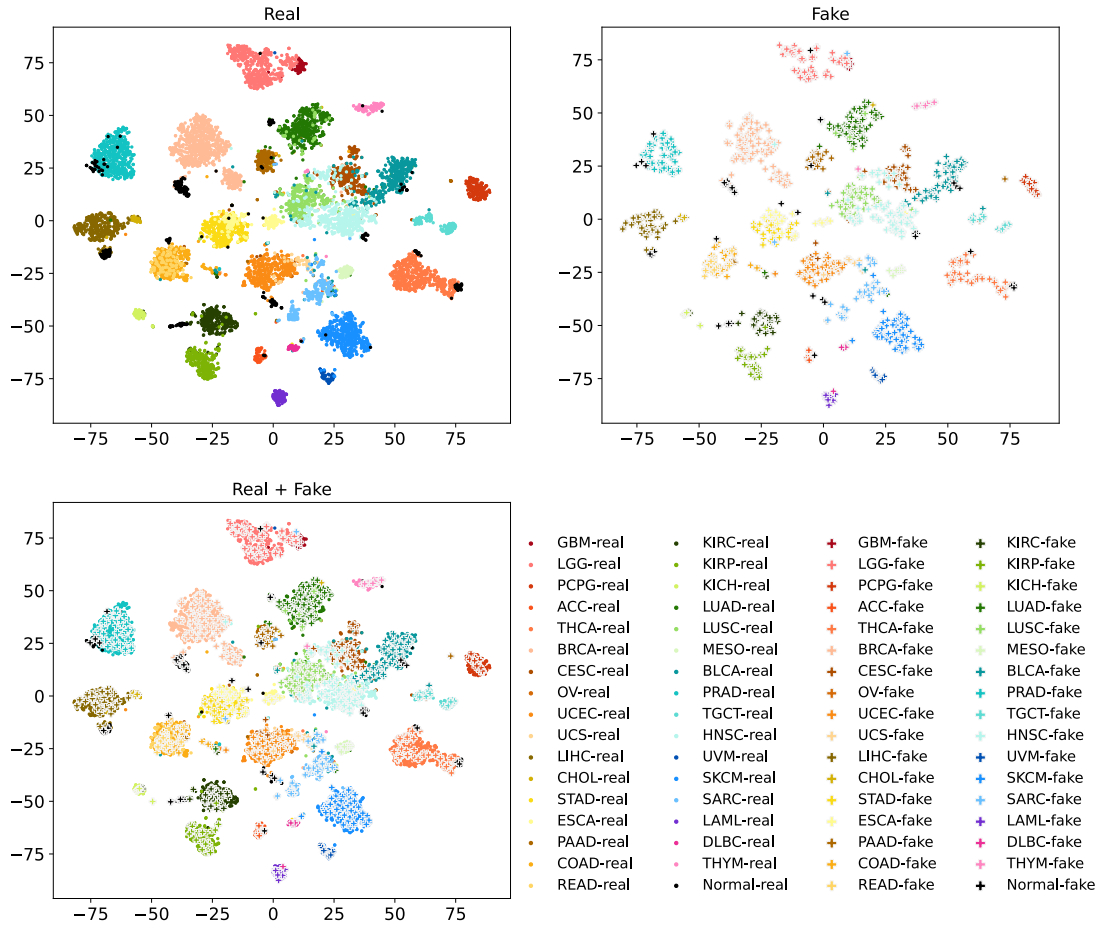 Real
Fake
75
50
25
0
−25
−50
−75
−75 −50 −25 0 25 50 75
75
50
25
0
−25
−50
−75
−75 −50 −25 0 25 50 75
Real + Fake
75
50
25
0
−25
−50
−75
−75 −50 −25 0 25 50 75
GBM-real KIRC-real GBM-fake KIRC-fake
LGG-real KIRP-real LGG-fake KIRP-fake
PCPG-real KICH-real PCPG-fake KICH-fake
ACC-real LUAD-real ACC-fake LUAD-fake
THCA-real LUSC-real THCA-fake LUSC-fake
BRCA-real MESO-real BRCA-fake MESO-fake
CESC-real BLCA-real CESC-fake BLCA-fake
OV-real PRAD-real OV-fake PRAD-fake
UCEC-real TGCT-real UCEC-fake TGCT-fake
UCS-real HNSC-real UCS-fake HNSC-fake
LIHC-real UVM-real LIHC-fake UVM-fake
CHOL-real SKCM-real CHOL-fake SKCM-fake
STAD-real SARC-real STAD-fake SARC-fake
ESCA-real LAML-real ESCA-fake LAML-fake
PAAD-real DLBC-real PAAD-fake DLBC-fake
COAD-real THYM-real COAD-fake THYM-fake
READ-real Normal-real READ-fake Normal-fake